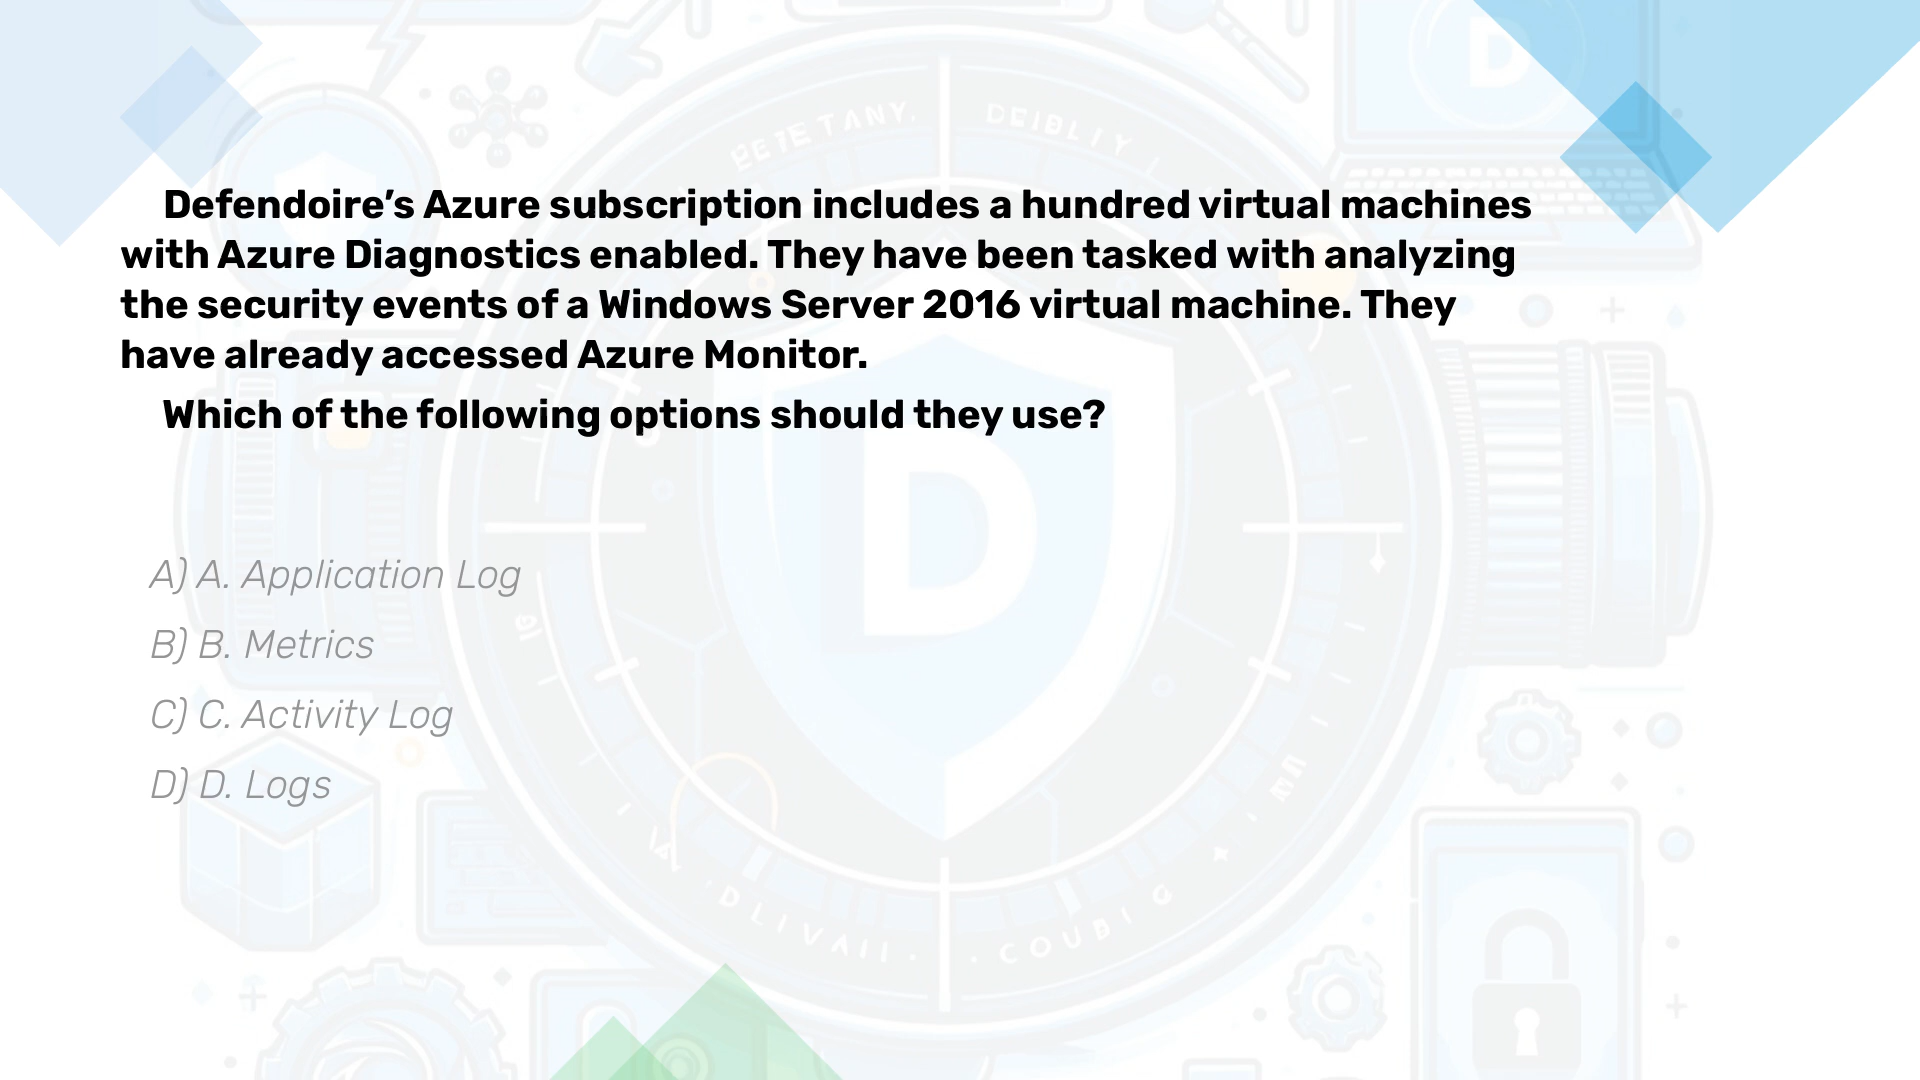 Defendoire’s Azure subscription includes a hundred virtual machines
with Azure Diagnostics enabled. They have been tasked with analyzing
the security events of a Windows Server 2016 virtual machine. They
have already accessed Azure Monitor.
Which of the following options should they use?
A) A. Application Log
B) B. Metrics
C) C. Activity Log
D) D. Logs
D
D